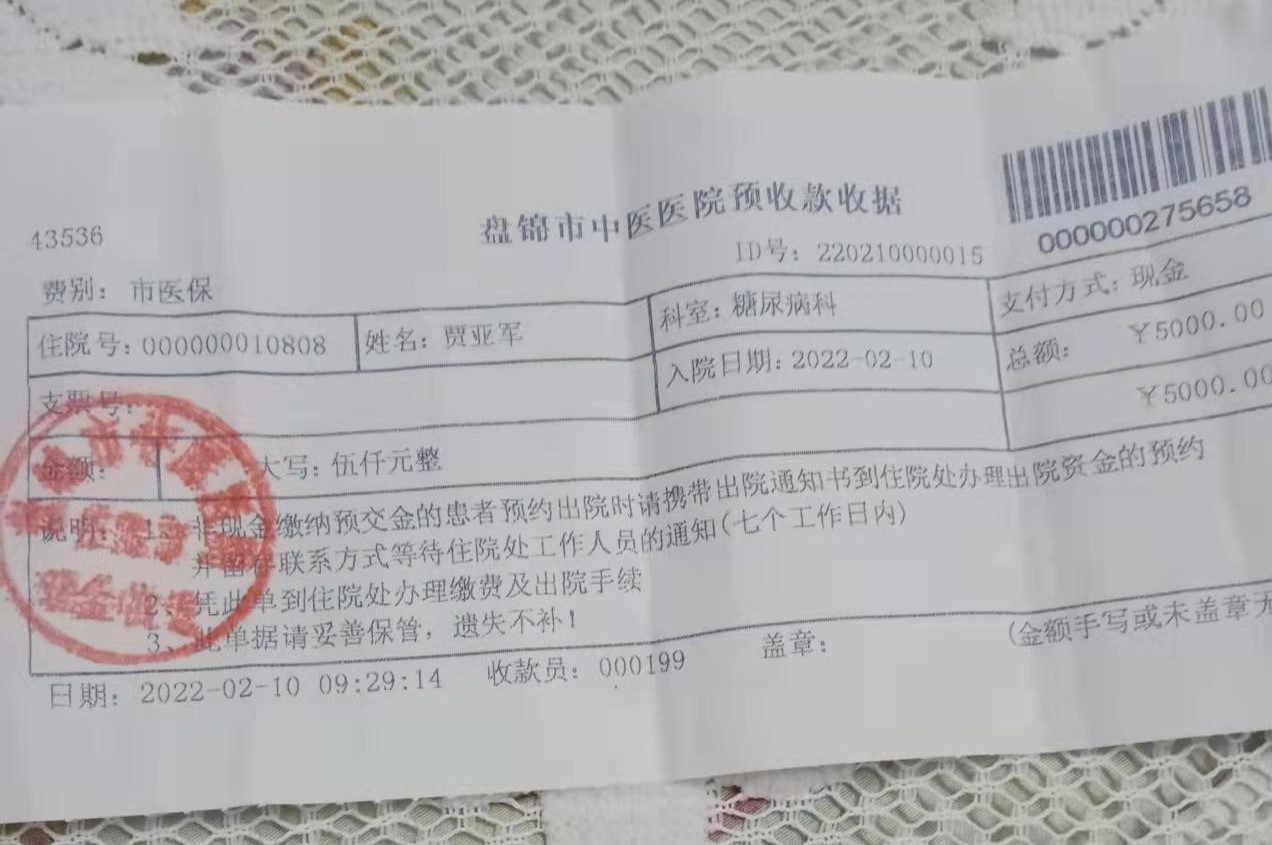 000000275658
43536
盘锦市中医医院预收款收据
ID号：220210000015
费别：市医保
支付方式：现金
住院号：000000010808 姓名：贾亚军 科室：糖尿病科
总额： ￥5000.00
入院日期：2022-02-10
支票号：
￥5000.00
金额： 大写：伍仟元整
说明：1、非现金缴纳预交金的患者预约出院时请携带出院通知书到住院处办理出院资金的预约
并留存联系方式等待住院处工作人员的通知(七个工作日内)
2、凭此单到住院处办理缴费及出院手续
3、此单据请妥善保管，遗失不补！
日期：2022-02-10 09:29:14 收款员：000199 盖章： (金额手写或未盖章无